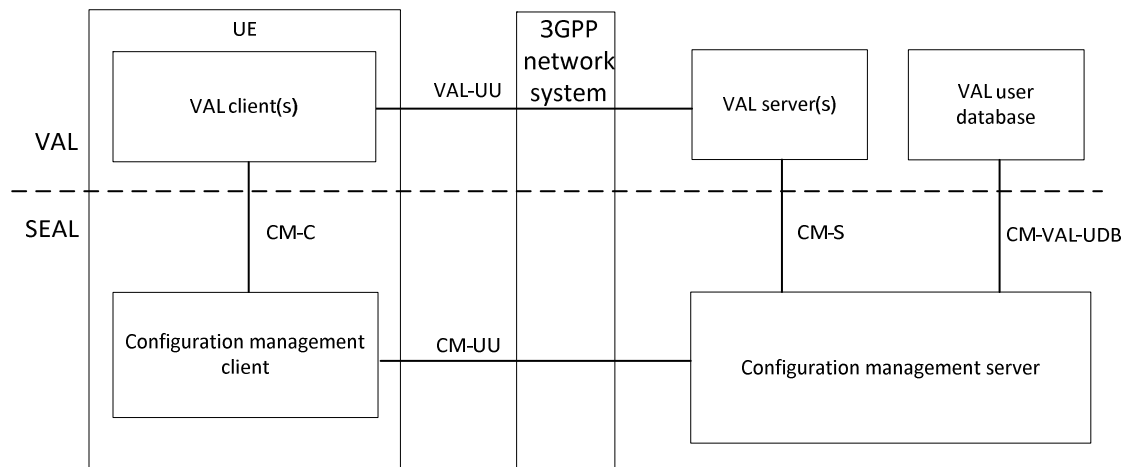 UE
3GPP
network
system
VAL client(s)
VAL-UU
VAL server(s)
VAL user
database
VAL
SEAL
CM-C
CM-S
CM-VAL-UDB
Configuration management
client
CM-UU
Configuration management server